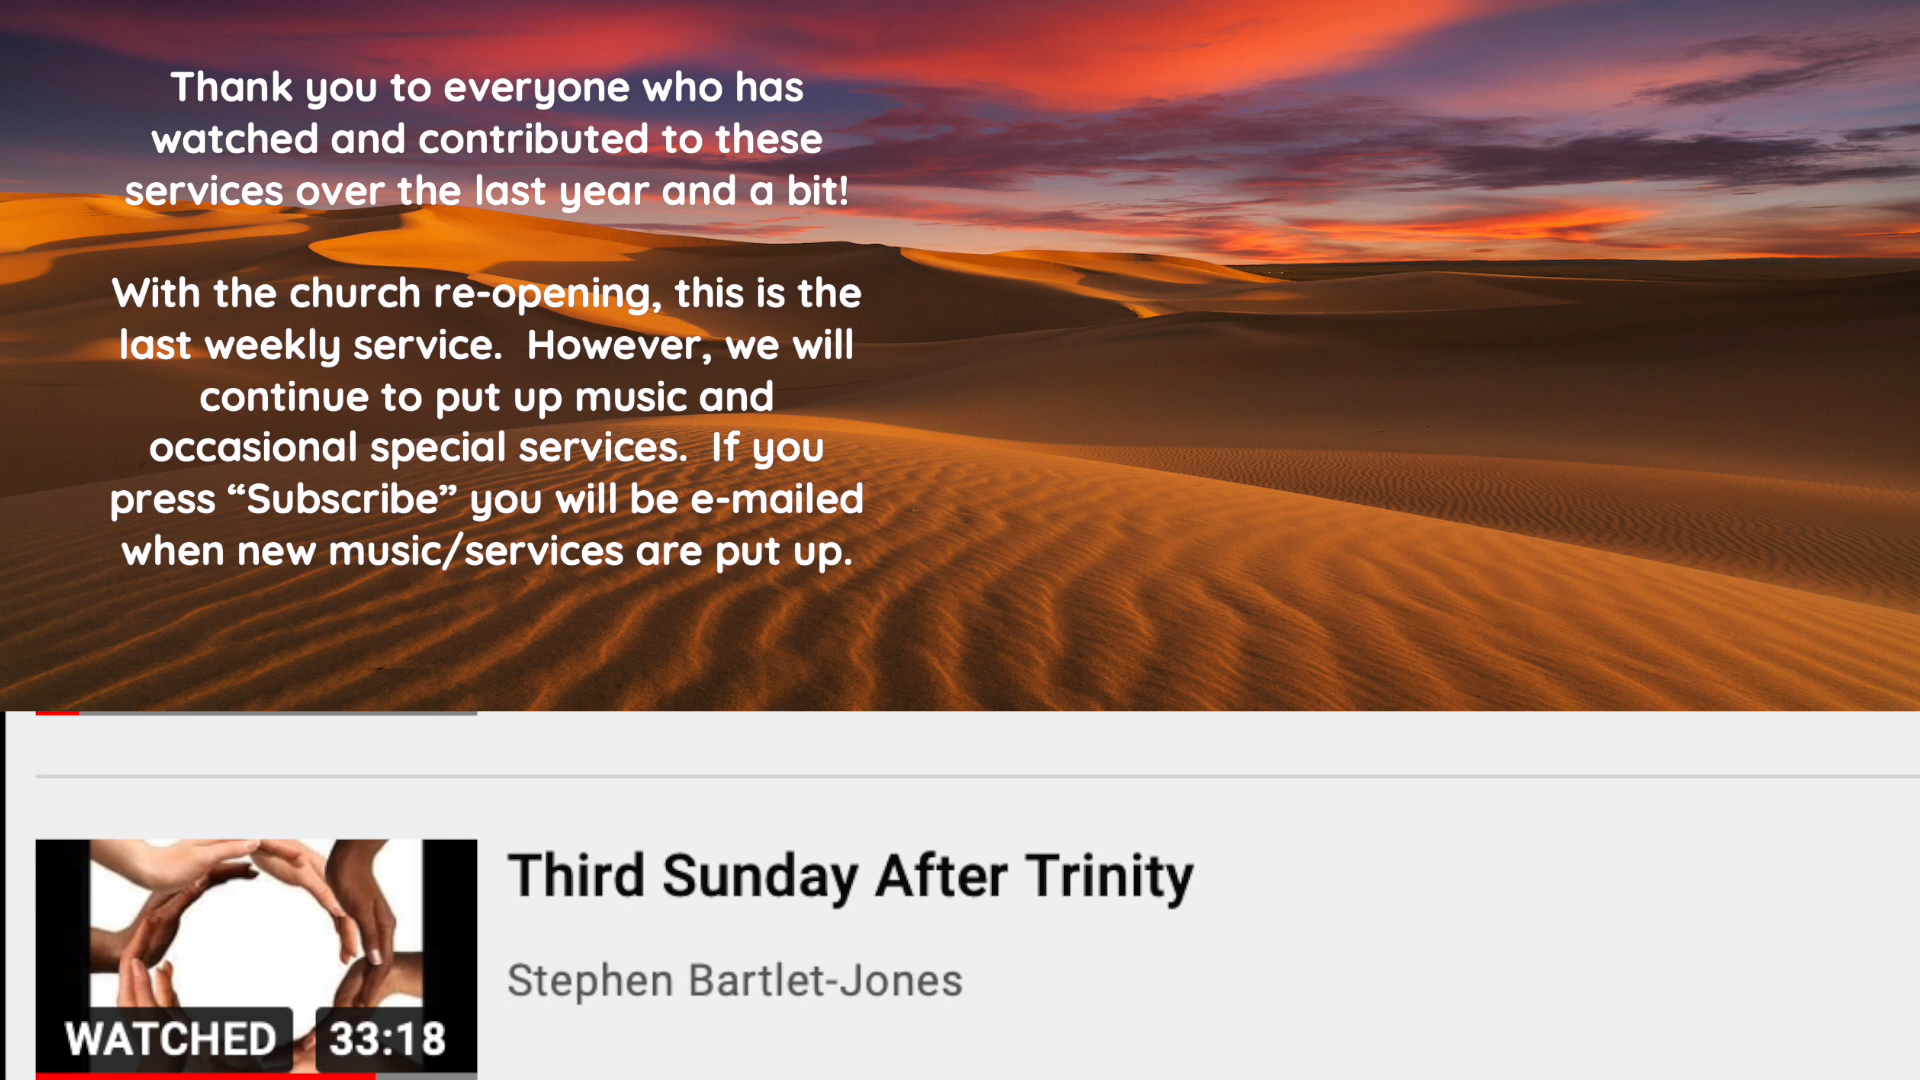 Thank you to everyone who has
watched and contributed to these
services over the last year and a bit!
With the church re-opening, this is the
last weekly service.  However, we will
continue to put up music and
occasional special services.  If you
press “Subscribe” you will be e-mailed
when new music/services are put up.
Third Sunday After Trinity
Stephen Bartlet-Jones
WATCHED 33:18